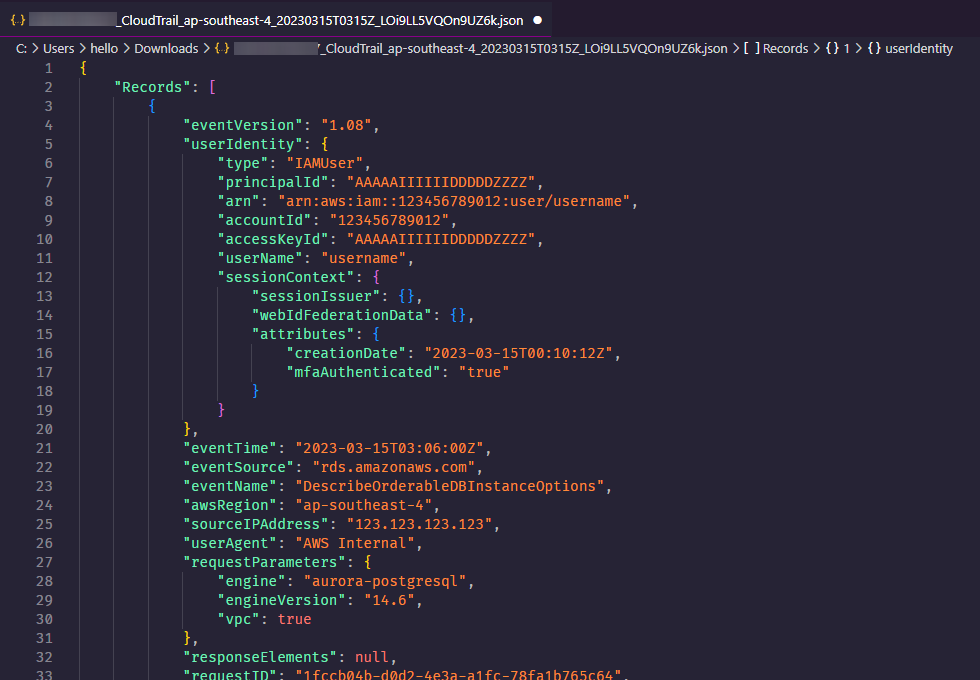 {..} _CloudTrail_ap-southeast-4_20230315T0315Z_LOi9LL5VQOn9UZ6k.json
C: > Users > hello > Downloads > {..} _CloudTrail_ap-southeast-4_20230315T0315Z_LOi9LL5VQOn9UZ6k.json > [ ] Records > {} 1 > {} userIdentity
1 {
2 "Records": [
3 {
4 "eventVersion": "1.08",
5 "userIdentity": {
6 "type": "IAMUser",
7 "principalId": "AAAAAIIIIIIDDDDDZZZZ",
8 "arn": "arn:aws:iam::123456789012:user/username",
9 "accountId": "123456789012",
10 "accessKeyId": "AAAAAIIIIIIDDDDDZZZZ",
11 "userName": "username",
12 "sessionContext": {
13 "sessionIssuer": {},
14 "webIdFederationData": {},
15 "attributes": {
16 "creationDate": "2023-03-15T00:10:12Z",
17 "mfaAuthenticated": "true"
18 }
19 }
20 },
21 "eventTime": "2023-03-15T03:06:00Z",
22 "eventSource": "rds.amazonaws.com",
23 "eventName": "DescribeOrderableDBInstanceOptions",
24 "awsRegion": "ap-southeast-4",
25 "sourceIPAddress": "123.123.123.123",
26 "userAgent": "AWS Internal",
27 "requestParameters": {
28 "engine": "aurora-postgresql",
29 "engineVersion": "14.6",
30 "vpc": true
31 },
32 "responseElements": null,
33 "requestID": "1fccb04b-d0d2-4e3a-a1fc-78fa1b765c64",